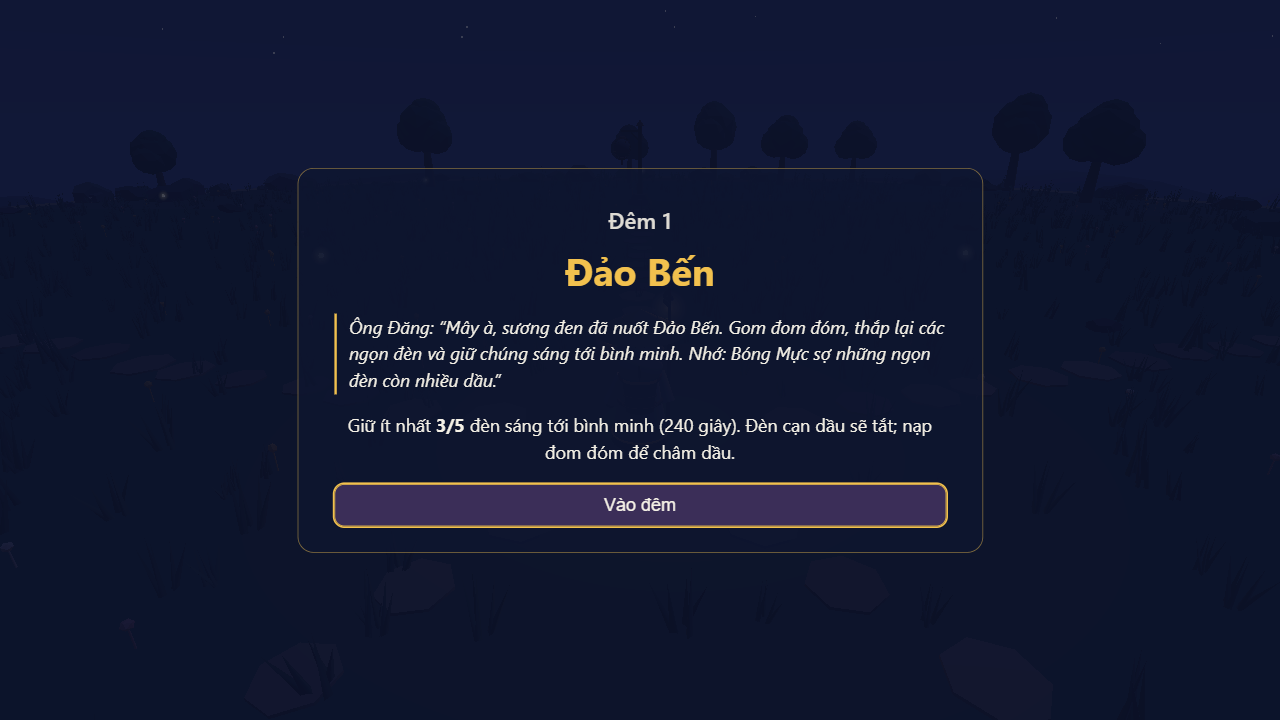 Đêm 1
Đảo Bến
Ông Đăng: “Mây à, sương đen đã nuốt Đảo Bến. Gom đom đóm, thắp lại các
ngọn đèn và giữ chúng sáng tới bình minh. Nhớ: Bóng Mực sợ những ngọn
đèn còn nhiều dầu.”
Giữ ít nhất 3/5 đèn sáng tới bình minh (240 giây). Đèn cạn dầu sẽ tắt; nạp
đom đóm để châm dầu.
Vào đêm